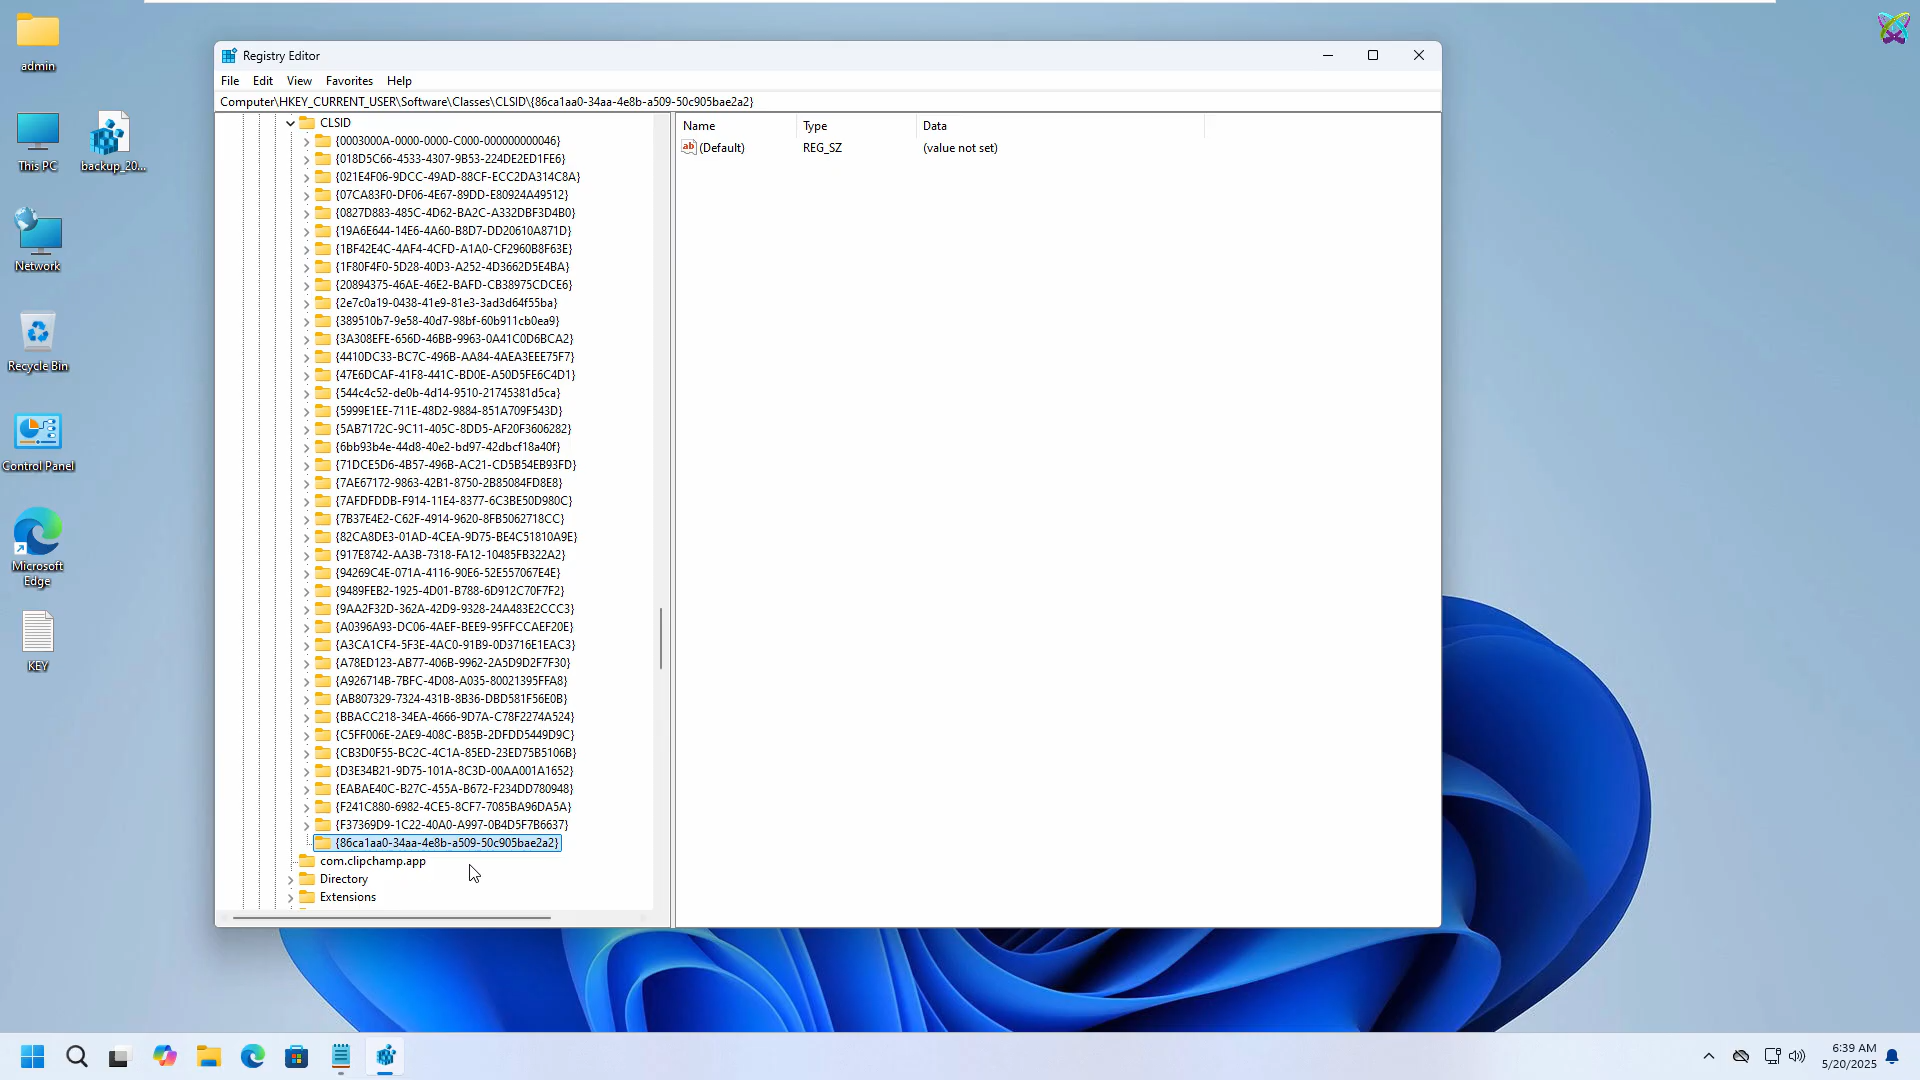 admin
This PC
backup_20...
Network
Recycle Bin
Control Panel
Microsoft
Edge
KEY
Registry Editor
File Edit View Favorites Help
Computer\HKEY_CURRENT_USER\Software\Classes\CLSID\{86ca1aa0-34aa-4e8b-a509-50c905bae2a2}
CLSID
{0003000A-0000-0000-C000-000000000046}
{018D5C66-4533-4307-9B53-224DE2ED1FE6}
{021E4F06-9DCC-49AD-88CF-ECC2DA314C8A}
{07CA83F0-DF06-4E67-89DD-E80924A49512}
{0827D883-485C-4D62-BA2C-A332DBF3D4B0}
{19A6E644-14E6-4A60-B8D7-DD20610A871D}
{1BF42E4C-4AF4-4CFD-A1A0-CF2960B8F63E}
{1F80F4F0-5D28-40D3-A252-4D3662D5E4BA}
{20894375-46AE-46E2-BAFD-CB38975CDCE6}
{2e7c0a19-0438-41e9-81e3-3ad3d64f55ba}
{389510b7-9e58-40d7-98bf-60b911cb0ea9}
{3A308EFE-656D-46BB-9963-0A41C0D6BCA2}
{4410DC33-BC7C-496B-AA84-4AEA3EEE75F7}
{47E6DCAF-41F8-441C-BD0E-A50D5FE6C4D1}
{544c4c52-de0b-4d14-9510-21745381d5ca}
{5999E1EE-711E-48D2-9884-851A709F543D}
{5AB7172C-9C11-405C-8DD5-AF20F3606282}
{6bb93b4e-44d8-40e2-bd97-42dbcf18a40f}
{71DCE5D6-4B57-496B-AC21-CD5B54EB93FD}
{7AE67172-9863-42B1-8750-2B85084FD8E8}
{7AFDFDDB-F914-11E4-8377-6C3BE50D980C}
{7B37E4E2-C62F-4914-9620-8FB5062718CC}
{82CA8DE3-01AD-4CEA-9D75-BE4C51810A9E}
{917E8742-AA3B-7318-FA12-10485FB322A2}
{94269C4E-071A-4116-90E6-52E557067E4E}
{9489FEB2-1925-4D01-B788-6D912C70F7F2}
{9AA2F32D-362A-42D9-9328-24A483E2CCC3}
{A0396A93-DC06-4AEF-BEE9-95FFCCAEF20E}
{A3CA1CF4-5F3E-4AC0-91B9-0D3716E1EAC3}
{A78ED123-AB77-406B-9962-2A5D9D2F7F30}
{A926714B-7BFC-4D08-A035-80021395FFA8}
{AB807329-7324-431B-8B36-DBD581F56E0B}
{BBACC218-34EA-4666-9D7A-C78F2274A524}
{C5FF006E-2AE9-408C-B85B-2DFDD5449D9C}
{CB3D0F55-BC2C-4C1A-85ED-23ED75B5106B}
{D3E34B21-9D75-101A-8C3D-00AA001A1652}
{EABAE40C-B27C-455A-B672-F234DD780948}
{F241C880-6982-4CE5-8CF7-7085BA96DA5A}
{F37369D9-1C22-40A0-A997-0B4D5F7B6637}
{86ca1aa0-34aa-4e8b-a509-50c905bae2a2}
com.clipchamp.app
Directory
Extensions
Name Type Data
(Default) REG_SZ (value not set)
6:39 AM
5/20/2025